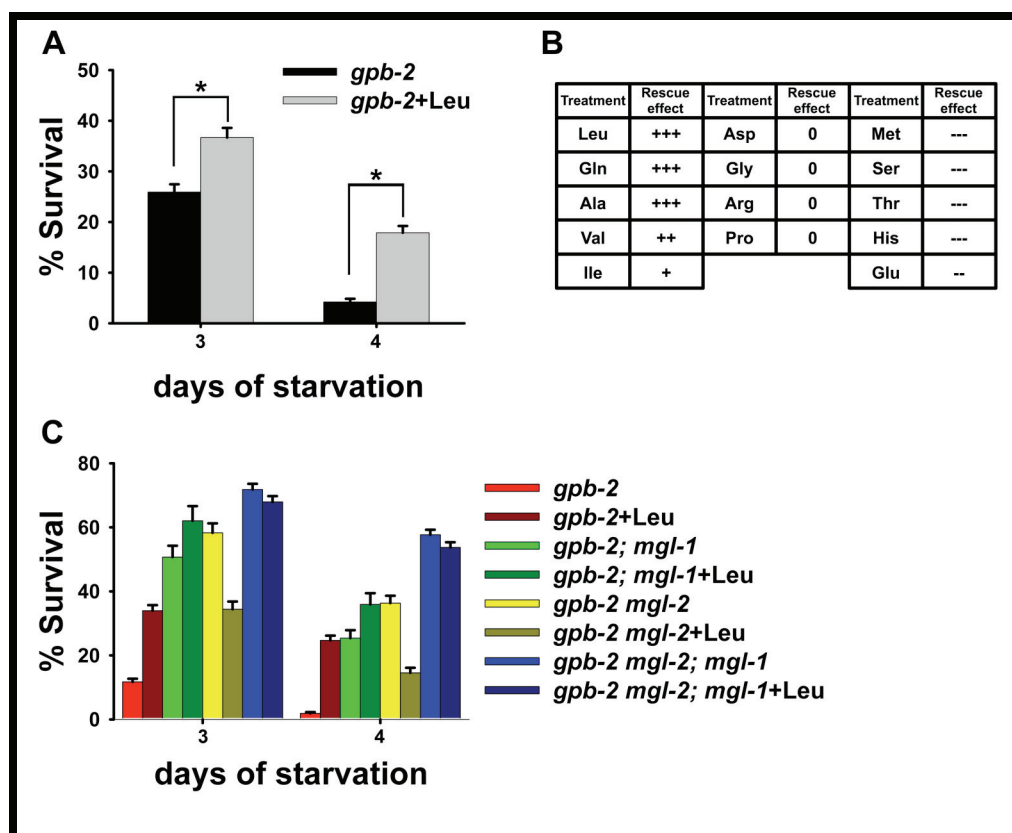 A
50
40
30
20
10
0
% Survival
*
*
gpb-2
gpb-2+Leu
3 4
days of starvation
B
Treatment Rescue effect Treatment Rescue effect Treatment Rescue effect
Leu +++ Asp 0 Met ---
Gln +++ Gly 0 Ser ---
Ala +++ Arg 0 Thr ---
Val ++ Pro 0 His ---
Ile + Glu --
C
80
60
40
20
0
% Survival
3 4
days of starvation
gpb-2
gpb-2+Leu
gpb-2; mgl-1
gpb-2; mgl-1+Leu
gpb-2 mgl-2
gpb-2 mgl-2+Leu
gpb-2 mgl-2; mgl-1
gpb-2 mgl-2; mgl-1+Leu